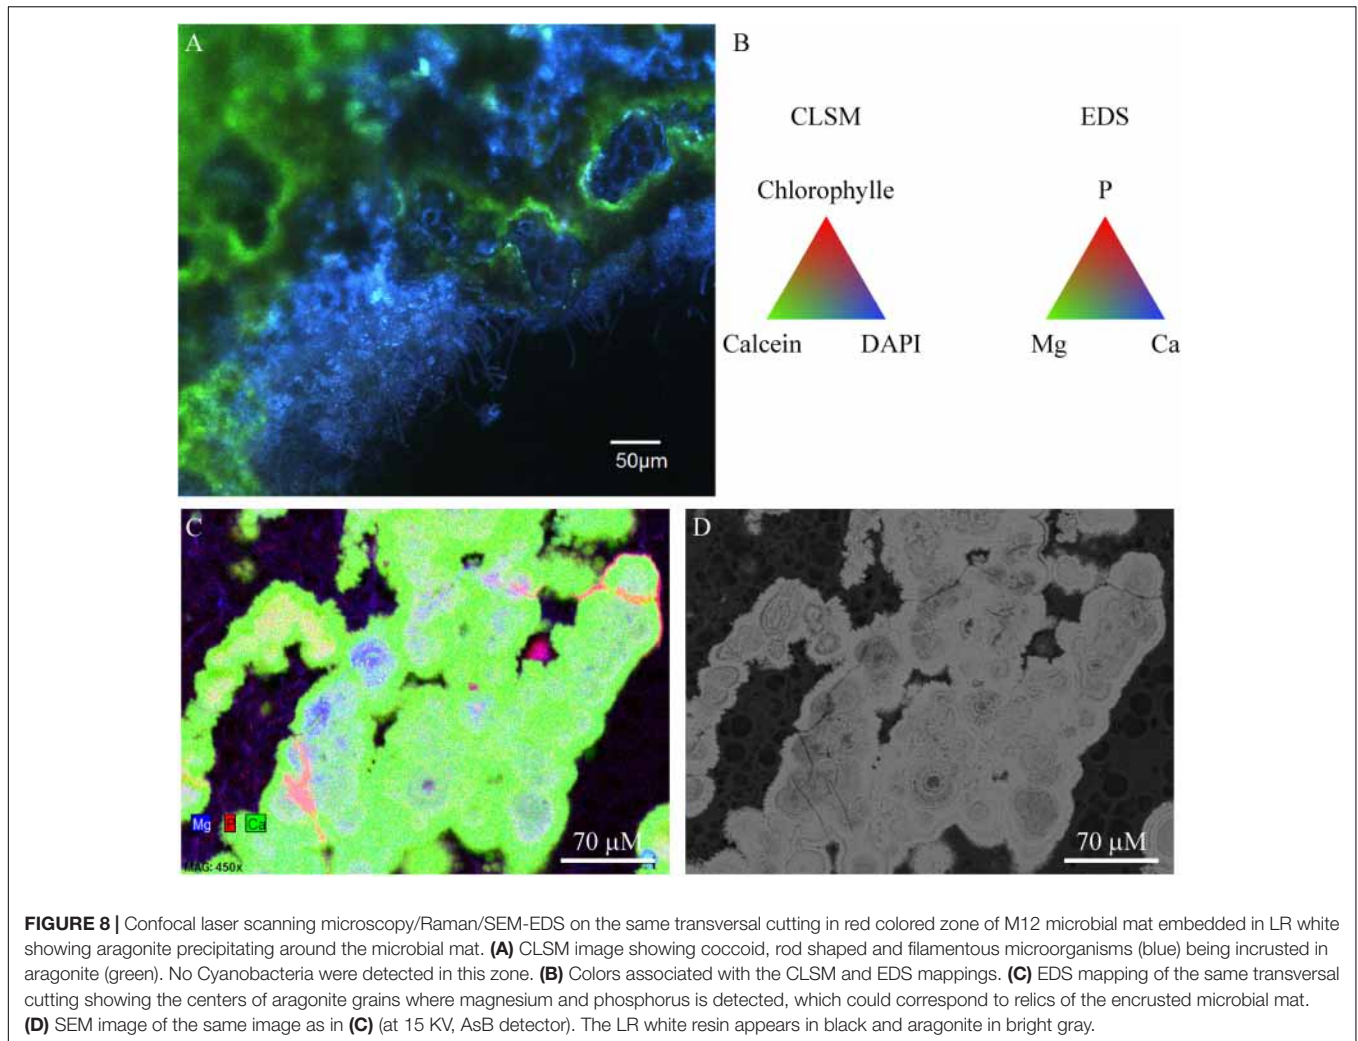 A
B
CLSM
EDS
Chlorophylle
P
Calcein
DAPI
Mg
Ca
50µm
C
D
Mg P Ca
MAG: 450x
70 µM
70 µM
FIGURE 8 | Confocal laser scanning microscopy/Raman/SEM-EDS on the same transversal cutting in red colored zone of M12 microbial mat embedded in LR white
showing aragonite precipitating around the microbial mat. (A) CLSM image showing coccoid, rod shaped and filamentous microorganisms (blue) being incrusted in
aragonite (green). No Cyanobacteria were detected in this zone. (B) Colors associated with the CLSM and EDS mappings. (C) EDS mapping of the same transversal
cutting showing the centers of aragonite grains where magnesium and phosphorus is detected, which could correspond to relics of the encrusted microbial mat.
(D) SEM image of the same image as in (C) (at 15 KV, AsB detector). The LR white resin appears in black and aragonite in bright gray.